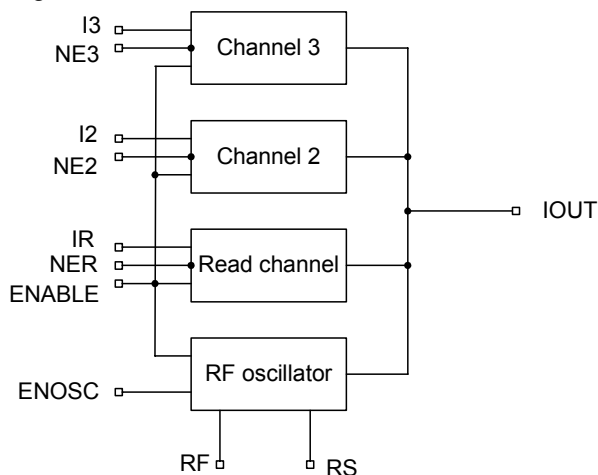 I3
NE3
Channel 3
I2
NE2
Channel 2
IOUT
IR
NER
ENABLE
Read channel
ENOSC
RF oscillator
RF
RS